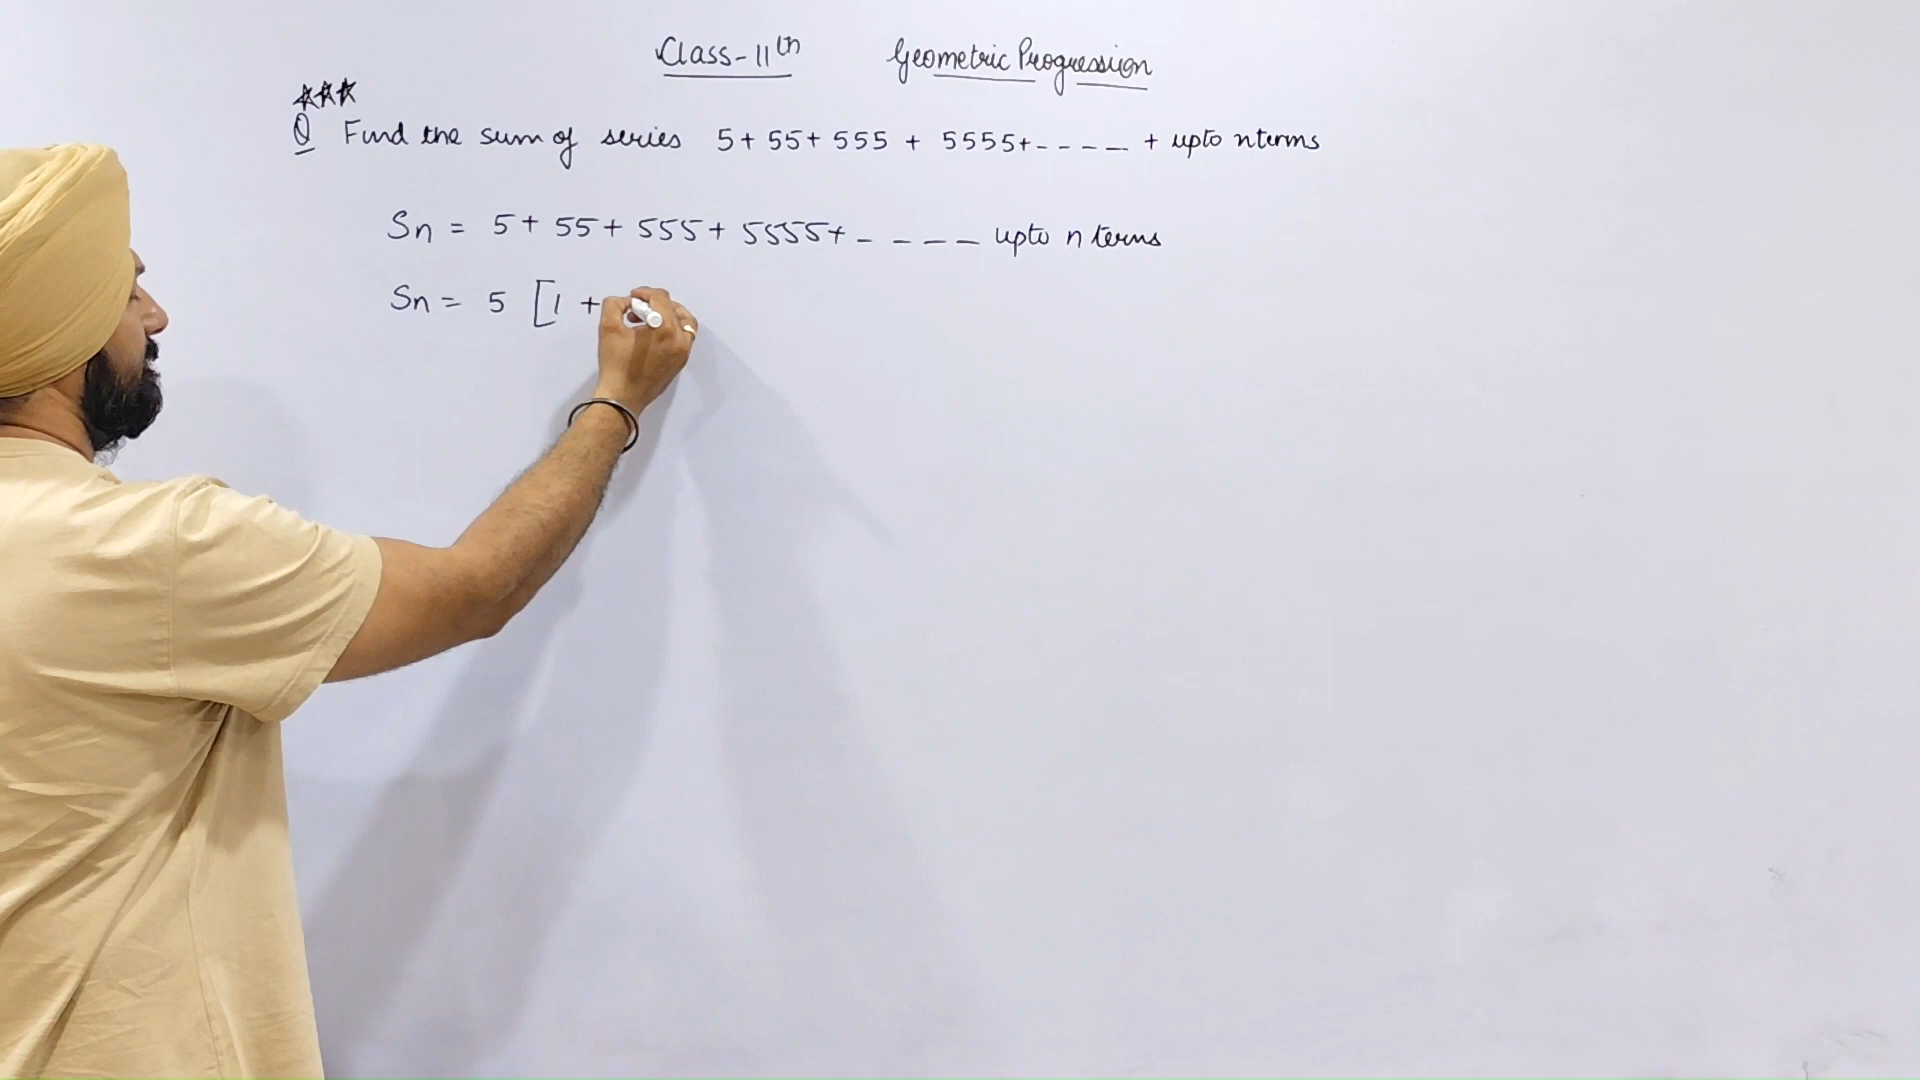 Class-11th Geometric Progression
☆☆☆
Q Find the sum of series 5+ 55+ 555 + 5555+---- + upto n terms
Sn = 5+ 55+ 555+ 5555+---- upto n terms
Sn = 5 [1 +